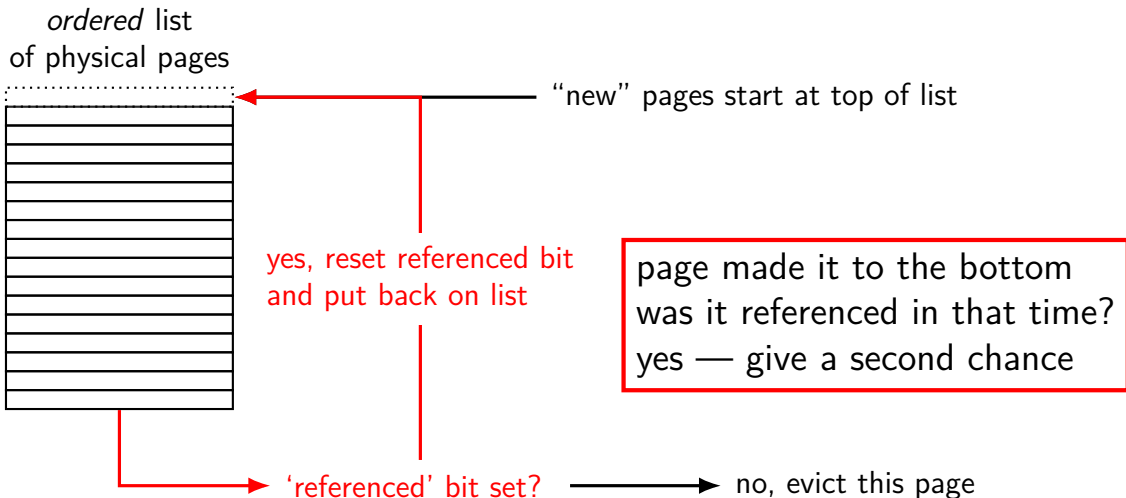 ordered list
of physical pages
“new” pages start at top of list
yes, reset referenced bit
and put back on list
page made it to the bottom
was it referenced in that time?
yes — give a second chance
‘referenced’ bit set?
no, evict this page